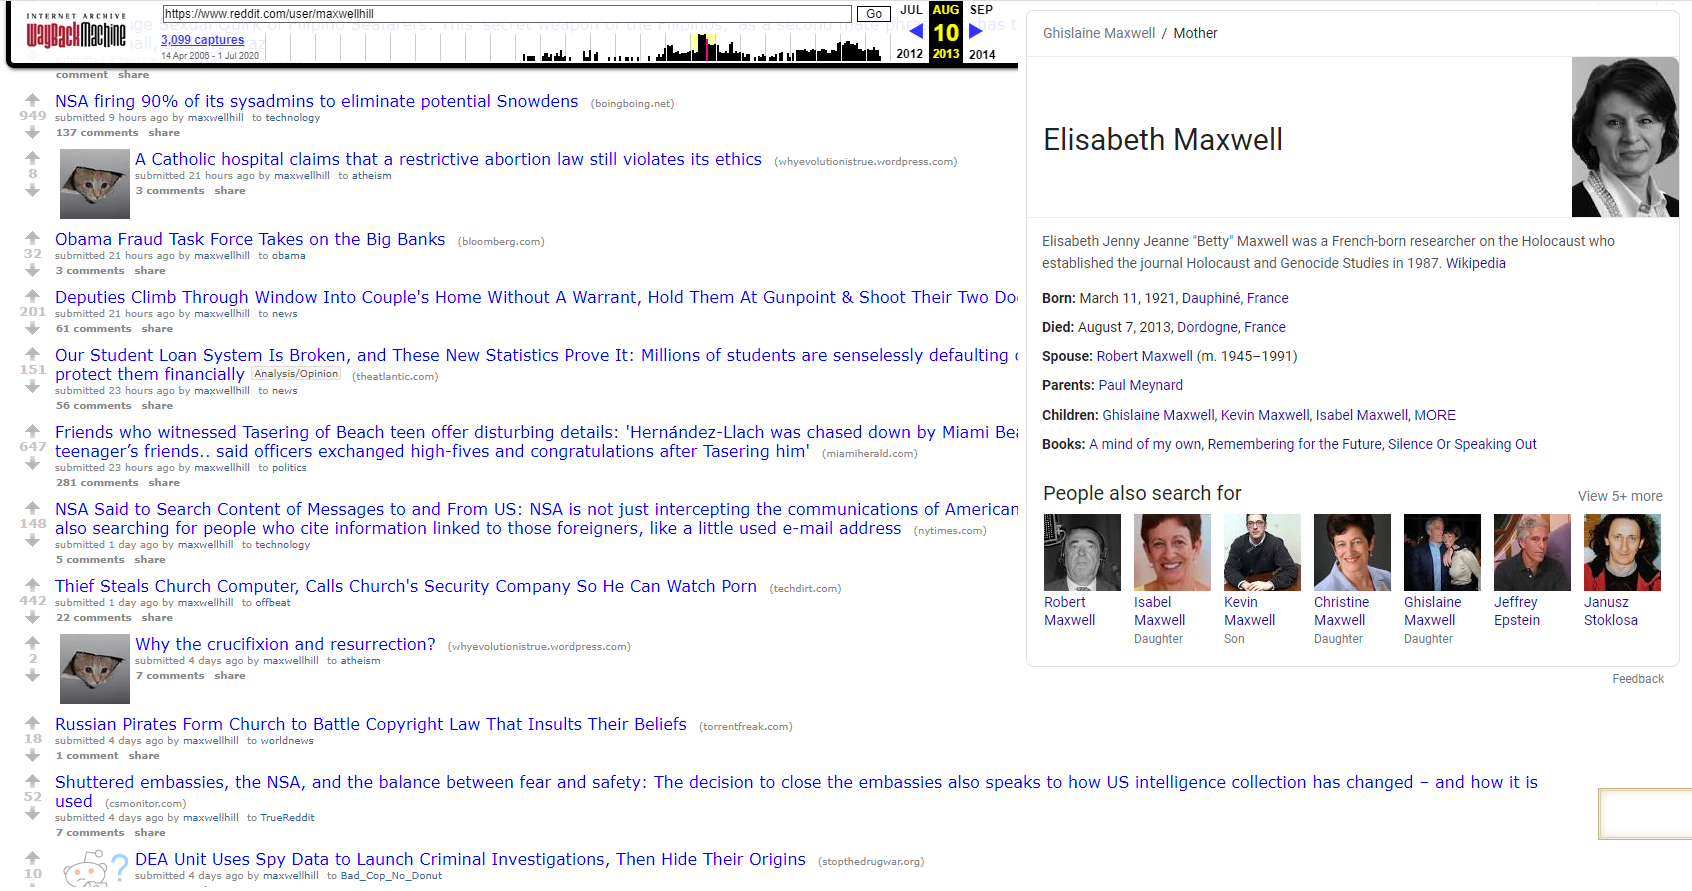 INTERNET ARCHIVE
WayBackMachine
https://www.reddit.com/user/maxwellhill
Go
JUL
AUG
SEP
3,099 captures
14 Apr 2006 - 1 Jul 2020
10
2012
2013
2014
comment share
949
NSA firing 90% of its sysadmins to eliminate potential Snowdens (boingboing.net)
submitted 9 hours ago by maxwellhill to technology
137 comments share
8
A Catholic hospital claims that a restrictive abortion law still violates its ethics (whyevolutionistrue.wordpress.com)
submitted 21 hours ago by maxwellhill to atheism
3 comments share
32
Obama Fraud Task Force Takes on the Big Banks (bloomberg.com)
submitted 21 hours ago by maxwellhill to obama
3 comments share
201
Deputies Climb Through Window Into Couple's Home Without A Warrant, Hold Them At Gunpoint & Shoot Their Two
submitted 21 hours ago by maxwellhill to news
61 comments share
151
Our Student Loan System Is Broken, and These New Statistics Prove It: Millions of students are senselessly defaulting
protect them financially Analysis/Opinion (theatlantic.com)
submitted 23 hours ago by maxwellhill to news
56 comments share
647
Friends who witnessed Tasering of Beach teen offer disturbing details: 'Hernández-Llach was chased down by Miami
teenager's friends.. said officers exchanged high-fives and congratulations after Tasering him' (miamiherald.com)
submitted 23 hours ago by maxwellhill to politics
281 comments share
148
NSA Said to Search Content of Messages to and From US: NSA is not just intercepting the communications of American
also searching for people who cite information linked to those foreigners, like a little used e-mail address (nytimes.com)
submitted 1 day ago by maxwellhill to technology
5 comments share
442
Thief Steals Church Computer, Calls Church's Security Company So He Can Watch Porn (techdirt.com)
submitted 1 day ago by maxwellhill to offbeat
22 comments share
2
Why the crucifixion and resurrection? (whyevolutionistrue.wordpress.com)
submitted 4 days ago by maxwellhill to atheism
7 comments share
18
Russian Pirates Form Church to Battle Copyright Law That Insults Their Beliefs (torrentfreak.com)
submitted 4 days ago by maxwellhill to worldnews
1 comment share
52
Shuttered embassies, the NSA, and the balance between fear and safety: The decision to close the embassies also speaks to how US intelligence collection has changed – and how it is
used (csmonitor.com)
submitted 4 days ago by maxwellhill to TrueReddit
7 comments share
10
?
DEA Unit Uses Spy Data to Launch Criminal Investigations, Then Hide Their Origins (stopthedrugwar.org)
submitted 4 days ago by maxwellhill to Bad_Cop_No_Donut
Ghislaine Maxwell / Mother
Elisabeth Maxwell
Elisabeth Jenny Jeanne "Betty" Maxwell was a French-born researcher on the Holocaust who
established the journal Holocaust and Genocide Studies in 1987. Wikipedia
Born: March 11, 1921, Dauphiné, France
Died: August 7, 2013, Dordogne, France
Spouse: Robert Maxwell (m. 1945–1991)
Parents: Paul Meynard
Children: Ghislaine Maxwell, Kevin Maxwell, Isabel Maxwell, MORE
Books: A mind of my own, Remembering for the Future, Silence Or Speaking Out
People also search for
View 5+ more
Robert
Maxwell
Isabel
Maxwell
Daughter
Kevin
Maxwell
Son
Christine
Maxwell
Daughter
Ghislaine
Maxwell
Daughter
Jeffrey
Epstein
Janusz
Stoklosa
Feedback